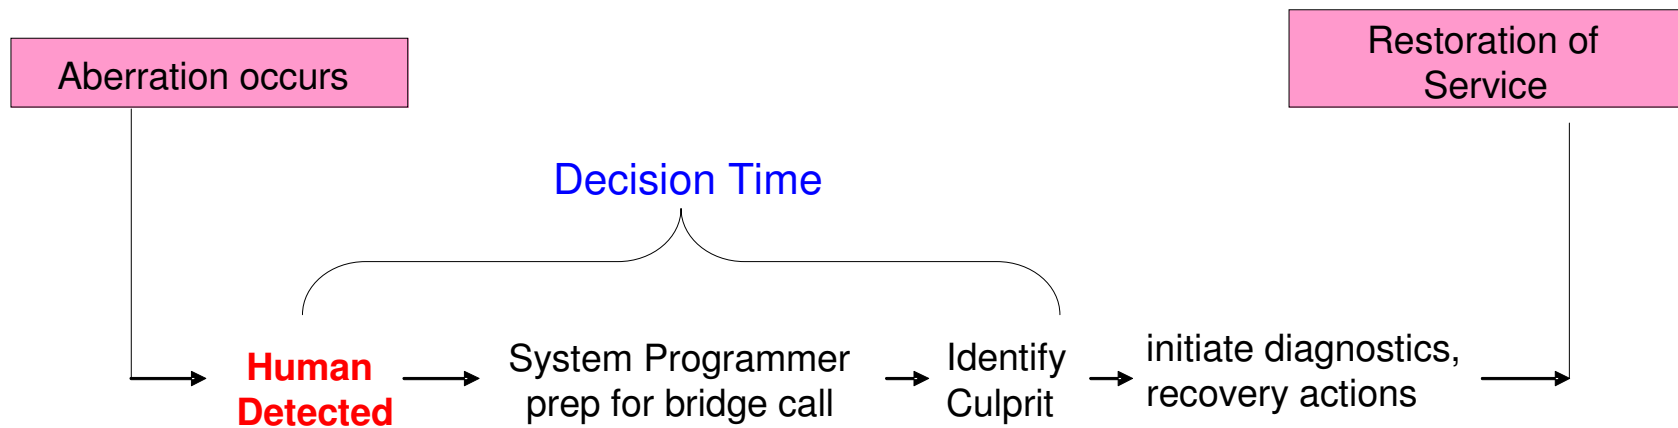 Aberration occurs
Restoration of
Service
Decision Time
Human
Detected
System Programmer
prep for bridge call
Identify
Culprit
initiate diagnostics,
recovery actions